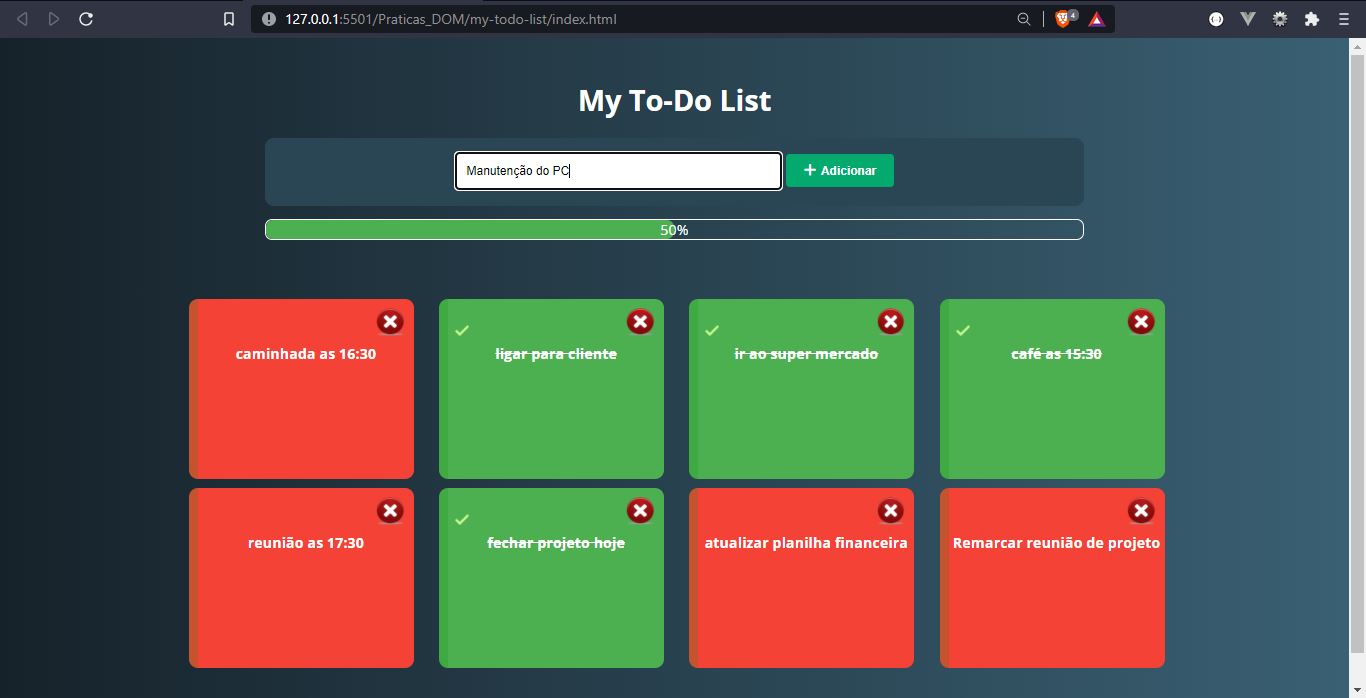 127.0.0.1:5501/Praticas_DOM/my-todo-list/index.html
4
My To-Do List
Manutenção do PC
Adicionar
50%
caminhada as 16:30
ligar para cliente
ir ao super mercado
café as 15:30
reunião as 17:30
fechar projeto hoje
atualizar planilha financeira
Remarcar reunião de projeto